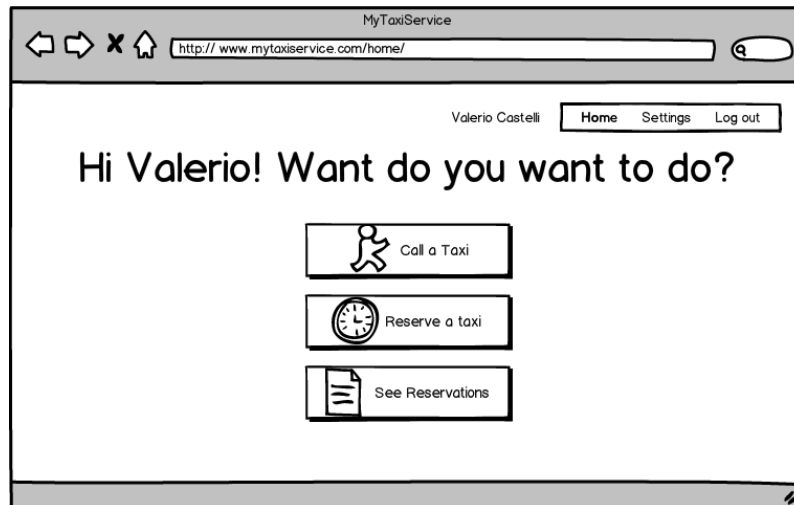 MyTaxiService
http:// www.mytaxiservice.com/home/
Valerio Castelli Home Settings Log out
Hi Valerio! Want do you want to do?
Call a Taxi
Reserve a taxi
See Reservations